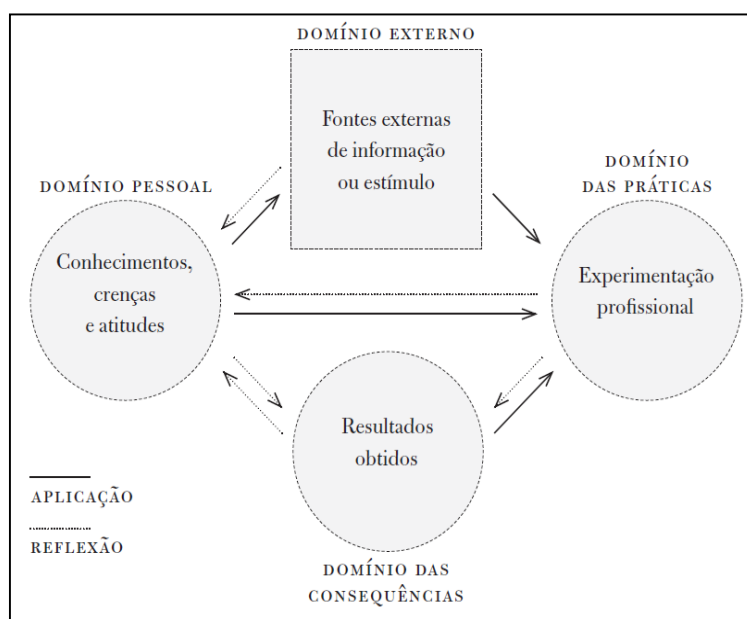 DOMÍNIO EXTERNO
Fontes externas
de informação
ou estímulo
DOMÍNIO PESSOAL
Conhecimentos,
crenças
e atitudes
DOMÍNIO
DAS PRÁTICAS
Experimentação
profissional
Resultados
obtidos
DOMÍNIO DAS
CONSEQUÊNCIAS
APLICAÇÃO
REFLEXÃO